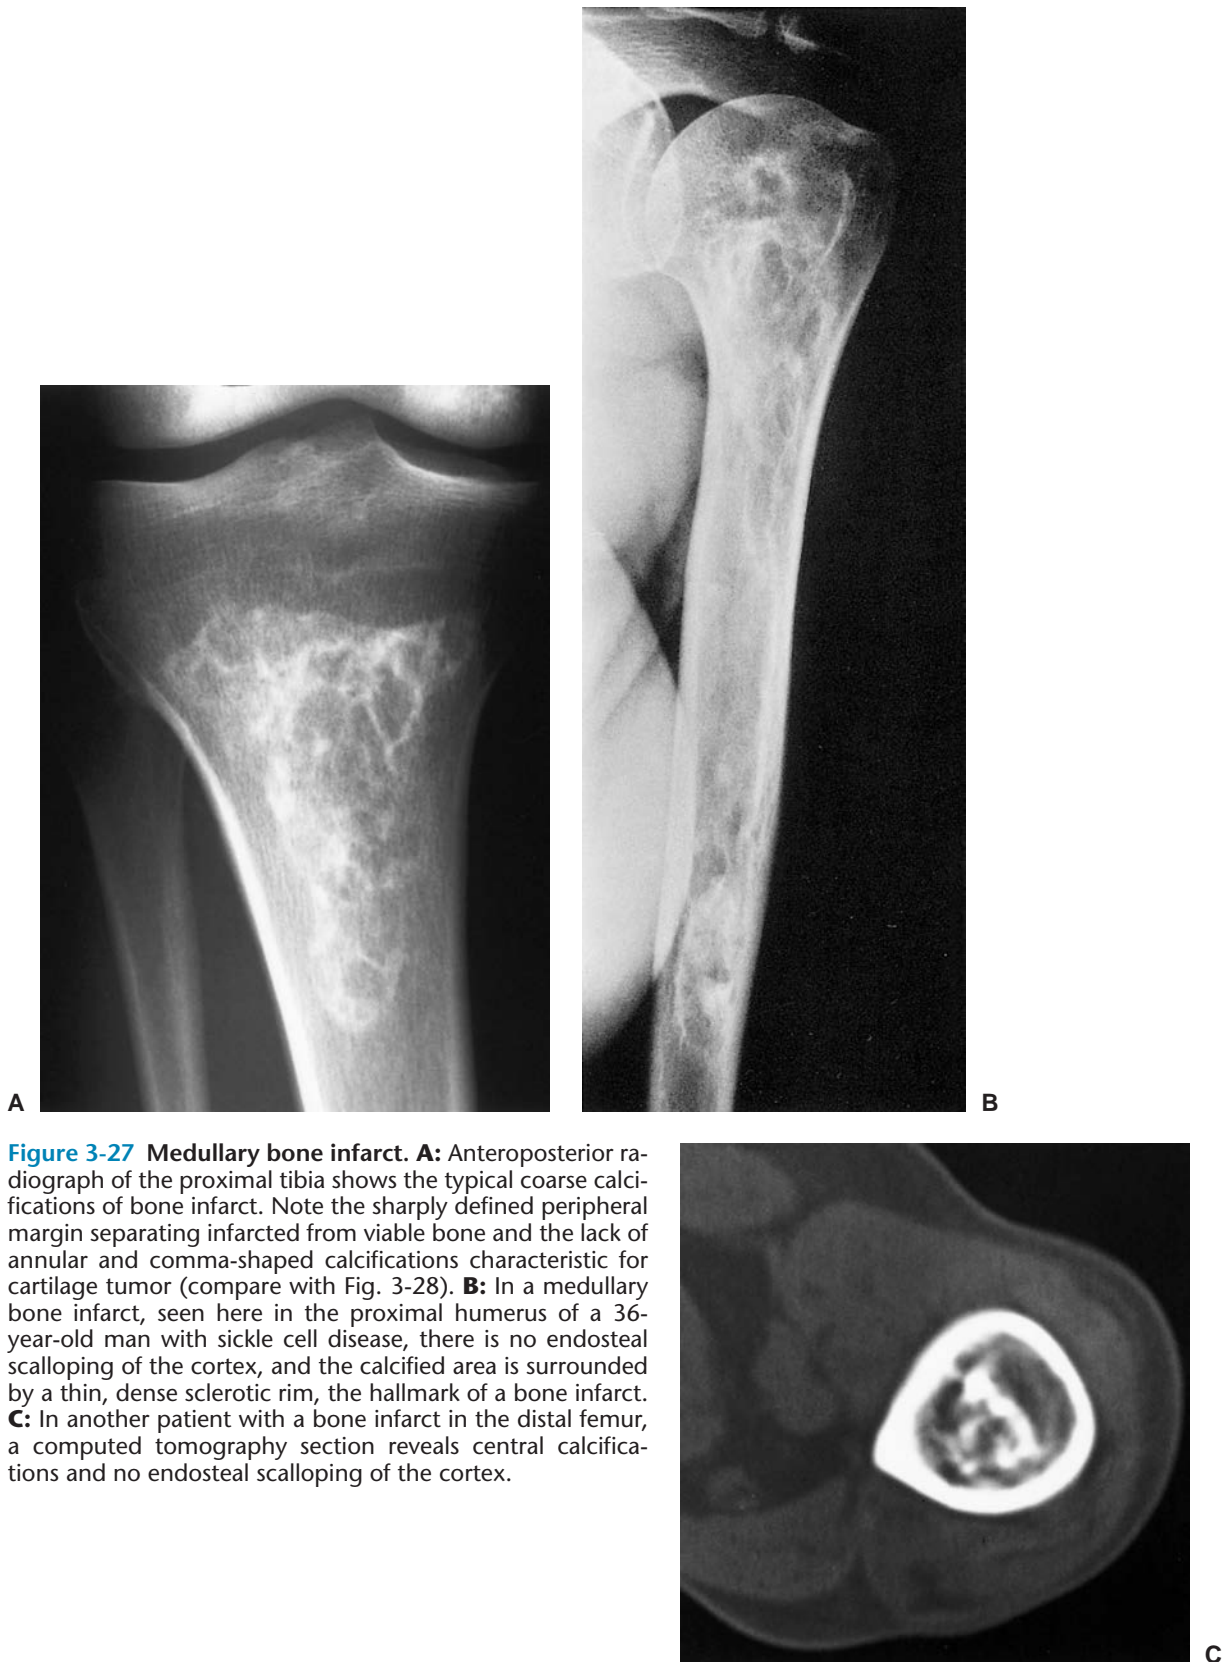 A
B
Figure 3-27 Medullary bone infarct. A: Anteroposterior ra-
diograph of the proximal tibia shows the typical coarse calci-
fications of bone infarct. Note the sharply defined peripheral
margin separating infarcted from viable bone and the lack of
annular and comma-shaped calcifications characteristic for
cartilage tumor (compare with Fig. 3-28). B: In a medullary
bone infarct, seen here in the proximal humerus of a 36-
year-old man with sickle cell disease, there is no endosteal
scalloping of the cortex, and the calcified area is surrounded
by a thin, dense sclerotic rim, the hallmark of a bone infarct.
C: In another patient with a bone infarct in the distal femur,
a computed tomography section reveals central calcifica-
tions and no endosteal scalloping of the cortex.
C